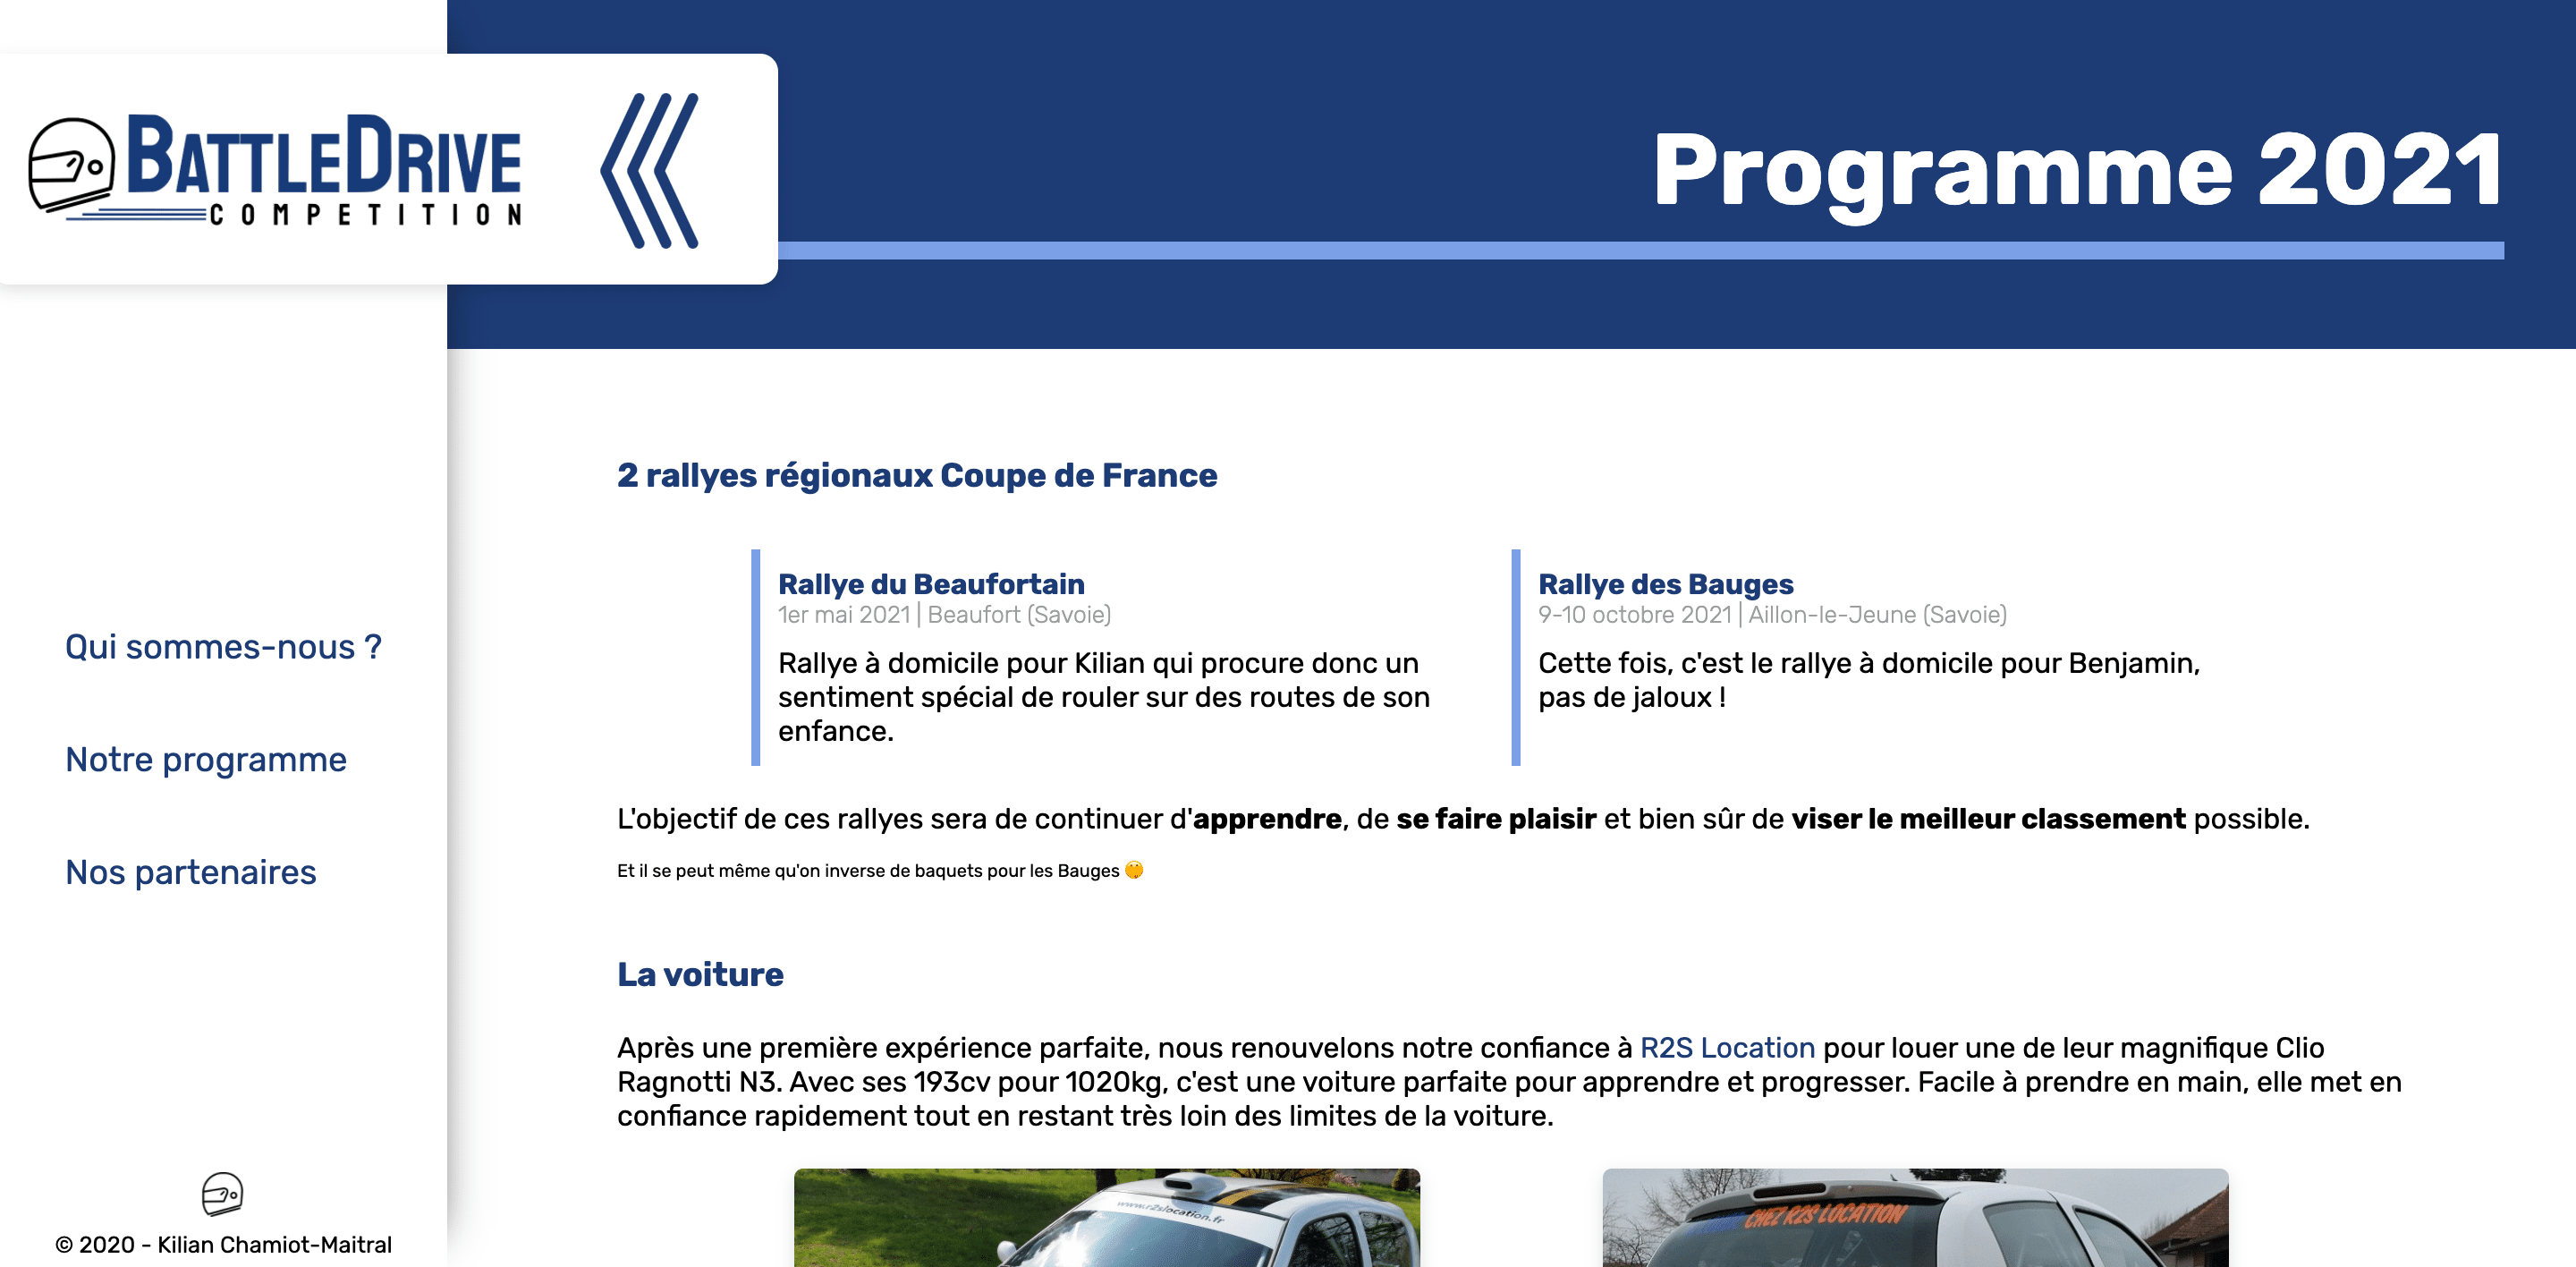 BATTLEDRIVE
COMPETITION
Programme 2021
Qui sommes-nous ?
Notre programme
Nos partenaires
© 2020 - Kilian Chamiot-Maitral
2 rallyes régionaux Coupe de France
Rallye du Beaufortain
1er mai 2021 | Beaufort (Savoie)
Rallye à domicile pour Kilian qui procure donc un
sentiment spécial de rouler sur des routes de son
enfance.
Rallye des Bauges
9-10 octobre 2021 | Aillon-le-Jeune (Savoie)
Cette fois, c'est le rallye à domicile pour Benjamin,
pas de jaloux !
L'objectif de ces rallyes sera de continuer d'apprendre, de se faire plaisir et bien sûr de viser le meilleur classement possible.
Et il se peut même qu'on inverse de baquets pour les Bauges 🤫
La voiture
Après une première expérience parfaite, nous renouvelons notre confiance à R2S Location pour louer une de leur magnifique Clio
Ragnotti N3. Avec ses 193cv pour 1020kg, c'est une voiture parfaite pour apprendre et progresser. Facile à prendre en main, elle met en
confiance rapidement tout en restant très loin des limites de la voiture.
www.r2slocation.fr
CHEZ R2S LOCATION